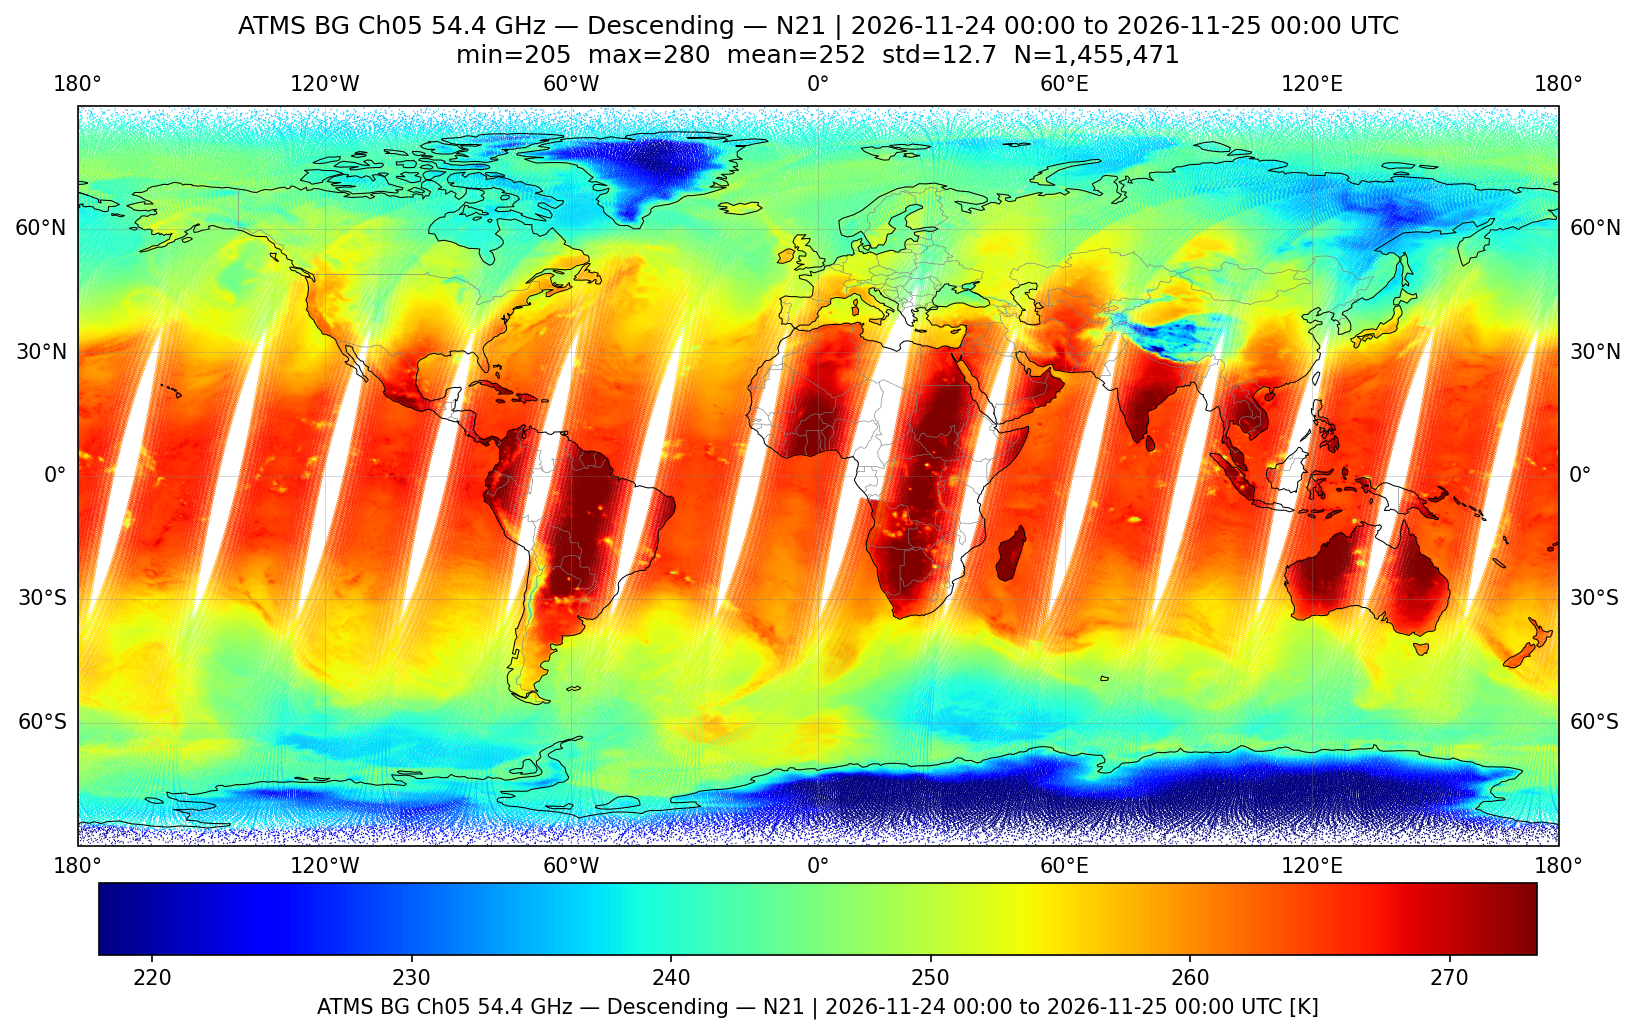 ATMS BG Ch05 54.4 GHz — Descending — N21 | 2026-11-24 00:00 to 2026-11-25 00:00 UTC
min=205  max=280  mean=252  std=12.7  N=1,455,471
180° 120°W 60°W 0° 60°E 120°E 180°
60°N 60°N
30°N 30°N
0° 0°
30°S 30°S
60°S 60°S
180° 120°W 60°W 0° 60°E 120°E 180°
220 230 240 250 260 270
ATMS BG Ch05 54.4 GHz — Descending — N21 | 2026-11-24 00:00 to 2026-11-25 00:00 UTC [K]